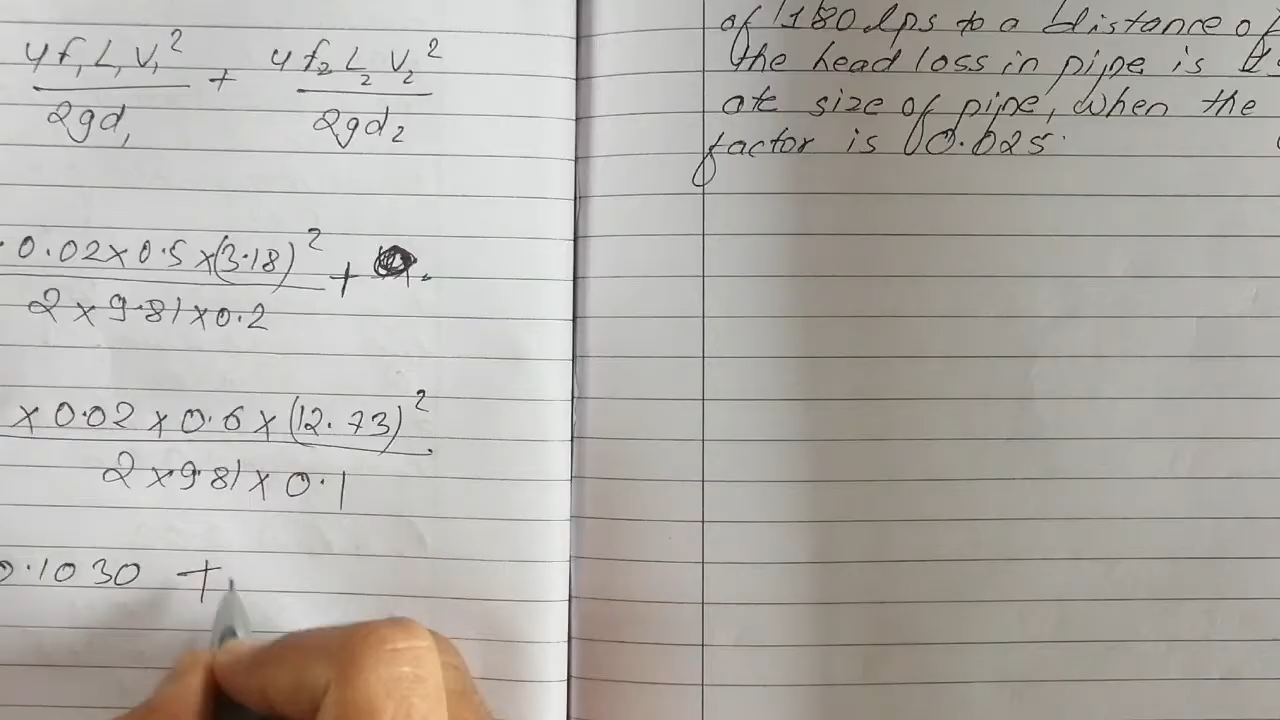 4f₁L₁V₁² + 4f₂L₂V₂²
2gd₁ 2gd₂
0.02×0.5×(3.18)² +
2×9.81×0.2
×0.02×0.6×(12.73)²
2×9.81×0.1
0.1030 +
of 180 lps to a distance of
the head loss in pipe is
ate size of pipe, when the
factor is 0.025.